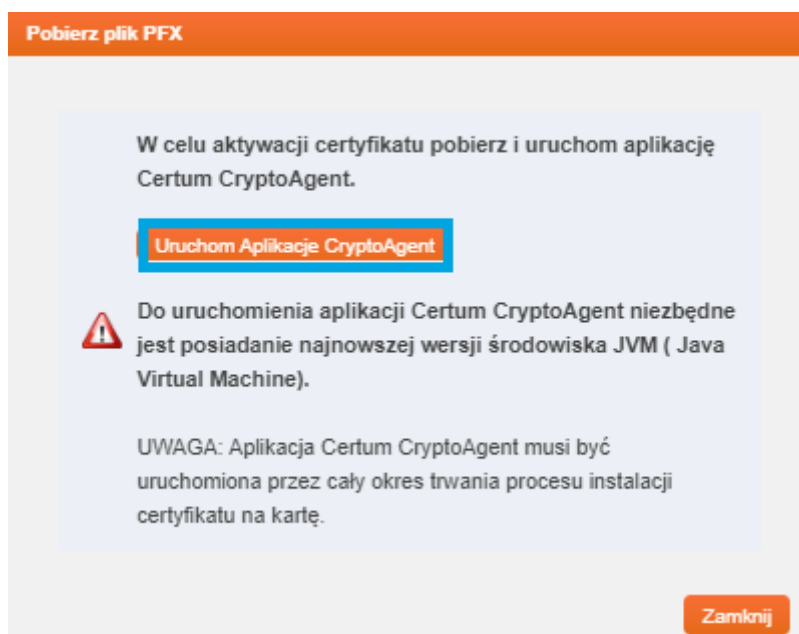 Pobierz plik PFX
W celu aktywacji certyfikatu pobierz i uruchom aplikację
Certum CryptoAgent.
Uruchom Aplikacje CryptoAgent
Do uruchomienia aplikacji Certum CryptoAgent niezbędne
jest posiadanie najnowszej wersji środowiska JVM ( Java
Virtual Machine).
UWAGA: Aplikacja Certum CryptoAgent musi być
uruchomiona przez cały okres trwania procesu instalacji
certyfikatu na kartę.
Zamknij